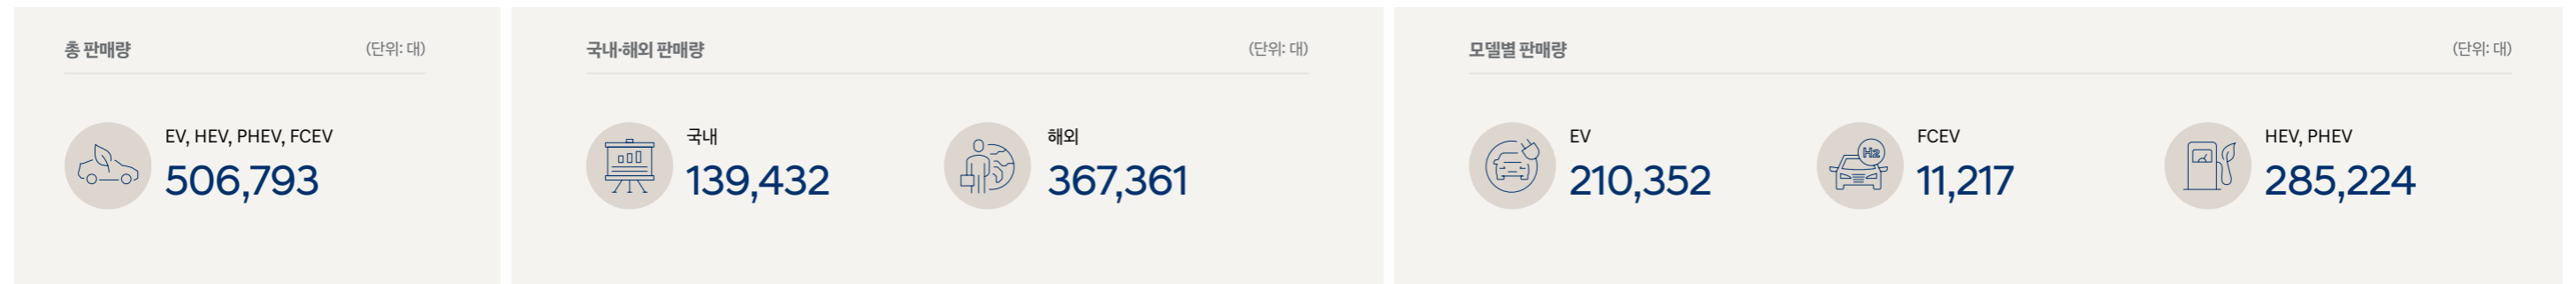 총 판매량 (단위: 대)
EV, HEV, PHEV, FCEV
506,793
국내·해외 판매량 (단위: 대)
국내
139,432
해외
367,361
모델별 판매량 (단위: 대)
EV
210,352
H2
FCEV
11,217
HEV, PHEV
285,224